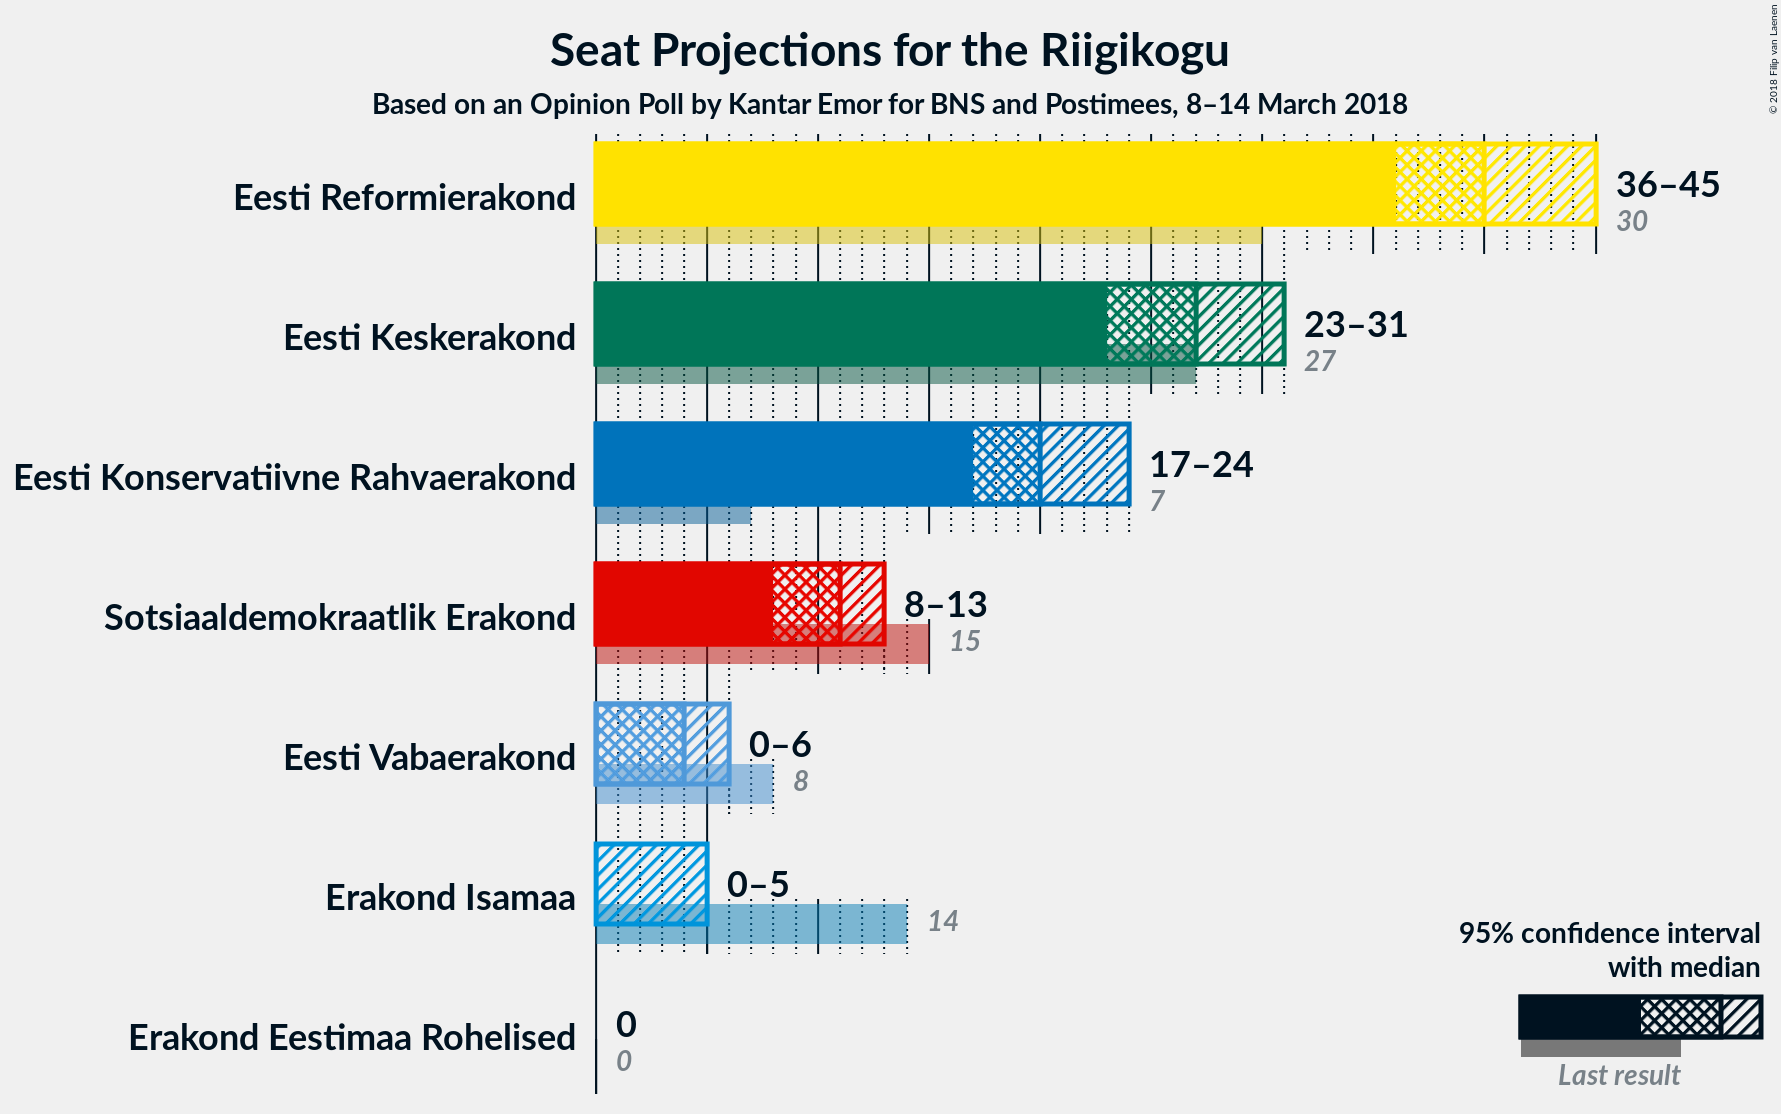 Seat Projections for the Riigikogu
Based on an Opinion Poll by Kantar Emor for BNS and Postimees, 8–14 March 2018
© 2018 Filip van Laenen
Eesti Reformierakond
36–45
30
Eesti Keskerakond
23–31
27
Eesti Konservatiivne Rahvaerakond
17–24
7
Sotsiaaldemokraatlik Erakond
8–13
15
Eesti Vabaerakond
0–6
8
Erakond Isamaa
0–5
14
Erakond Eestimaa Rohelised
0
0
95% confidence interval
with median
Last result